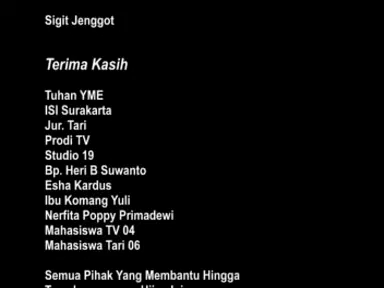 Sigit Jenggot
Terima Kasih
Tuhan YME
ISI Surakarta
Jur. Tari
Prodi TV
Studio 19
Bp. Heri B Suwanto
Esha Kardus
Ibu Komang Yuli
Nerfita Poppy Primadewi
Mahasiswa TV 04
Mahasiswa Tari 06
Semua Pihak Yang Membantu Hingga